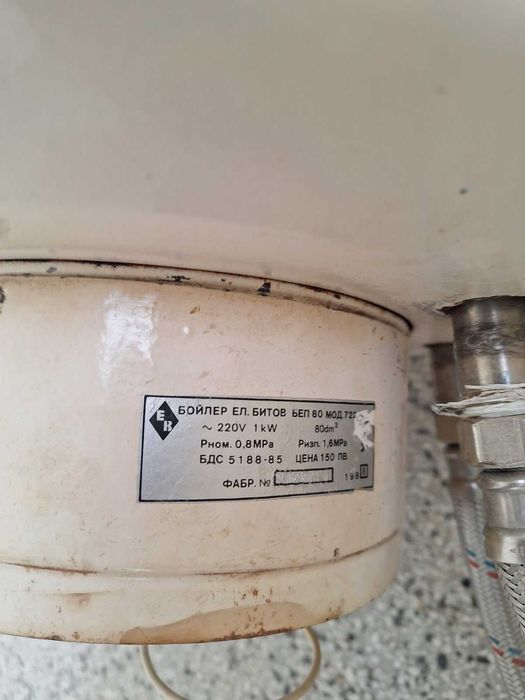 ЕВ
БОЙЛЕР ЕЛ. БИТОВ БЕП 80 МОД.
~ 220V 1kW 80dm³
Рном. 0,8MPa Ризп. 1,6MPa
БДС 5188-85 ЦЕНА 150 ЛВ.
ФАБР. №